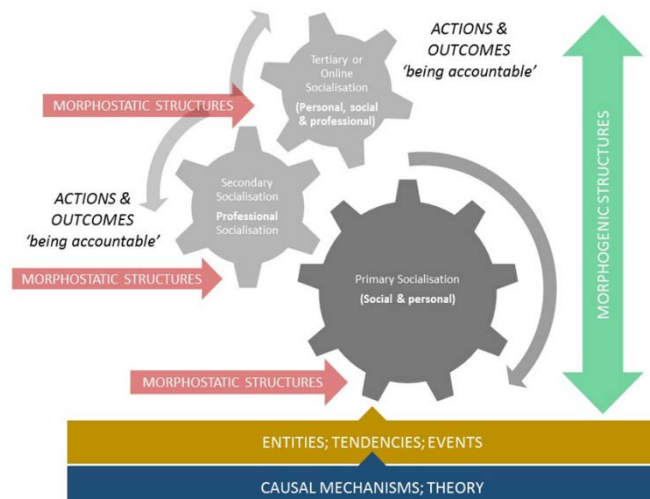 ACTIONS &
OUTCOMES
‘being accountable’
Tertiary or
Online
Socialisation
(Personal, social
& professional)
MORPHOSTATIC STRUCTURES
Secondary
Socialisation
Professional
Socialisation
ACTIONS &
OUTCOMES
‘being accountable’
MORPHOSTATIC STRUCTURES
Primary Socialisation
(Social & personal)
MORPHOSTATIC STRUCTURES
MORPHOGENIC STRUCTURES
ENTITIES; TENDENCIES; EVENTS
CAUSAL MECHANISMS; THEORY